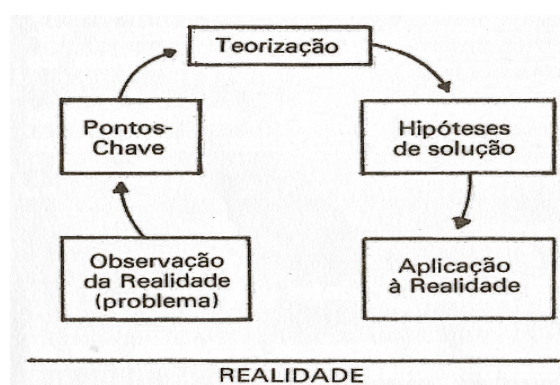 Teorização
Pontos-
Chave
Hipóteses
de solução
Observação
da Realidade
(problema)
Aplicação
à Realidade
REALIDADE